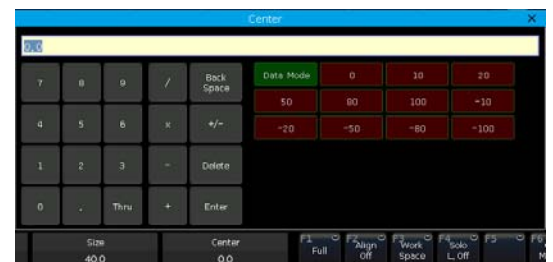 Center ×
0.0
7 8 9 / Back Space
4 5 6 x +/-
1 2 3 - Delete
0 . Thru + Enter
Data Mode 0 10 20
50 80 100 -10
-20 -50 -80 -100
Size Center F1 F2 F3 F4 F5 F6
40.0 0.0 Full Align Off Work Space Solo L, Off M